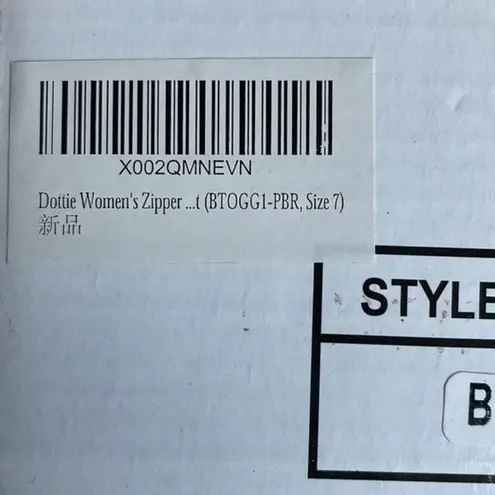 X002QMNEVN
Dottie Women's Zipper ...t (BTOGG1-PBR, Size 7)
新品
STYLE
B